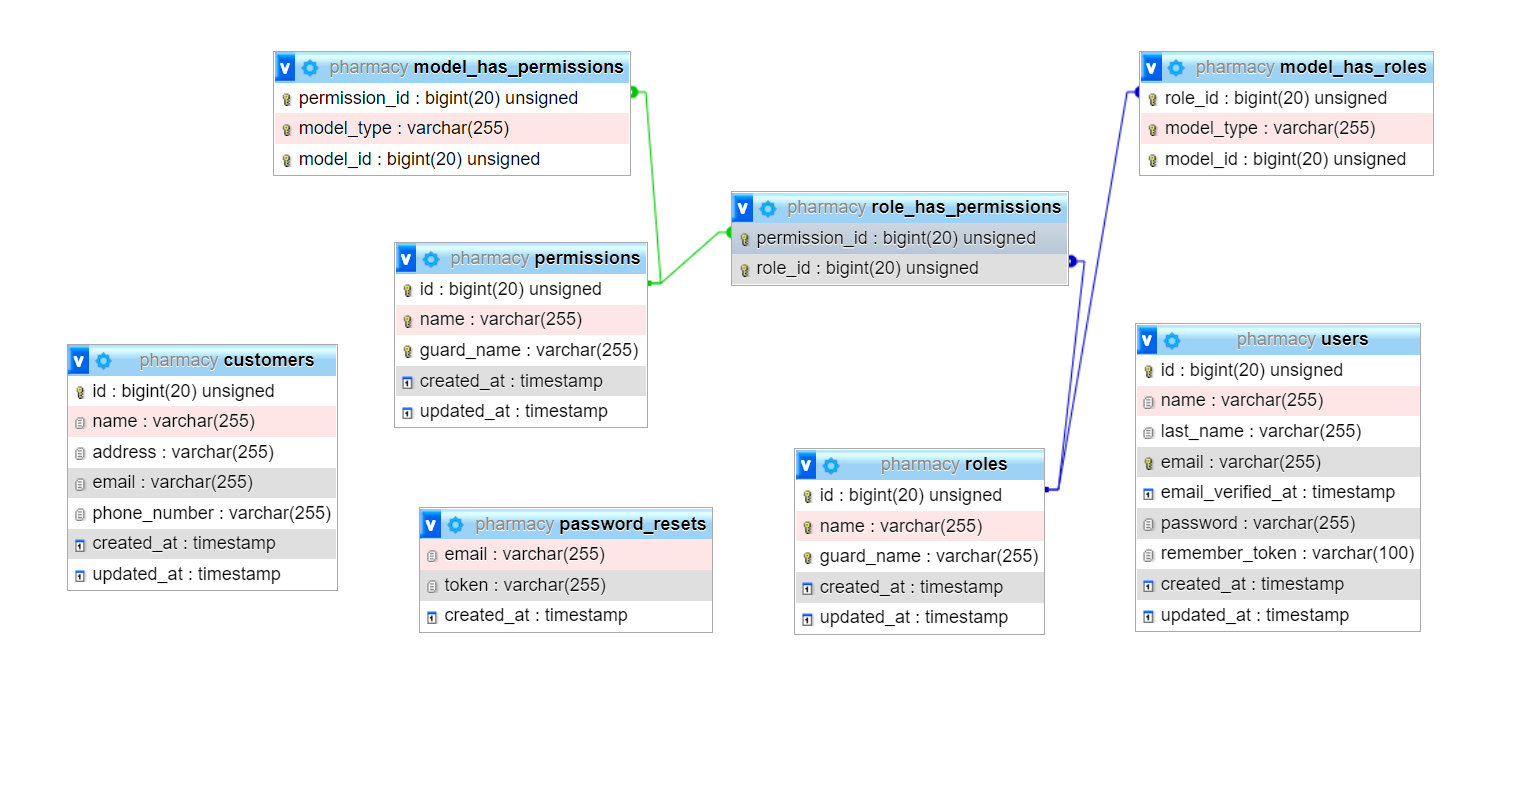 v pharmacy model_has_permissions
permission_id : bigint(20) unsigned
model_type : varchar(255)
model_id : bigint(20) unsigned
v pharmacy model_has_roles
role_id : bigint(20) unsigned
model_type : varchar(255)
model_id : bigint(20) unsigned
v pharmacy role_has_permissions
permission_id : bigint(20) unsigned
role_id : bigint(20) unsigned
v pharmacy permissions
id : bigint(20) unsigned
name : varchar(255)
guard_name : varchar(255)
created_at : timestamp
updated_at : timestamp
v pharmacy customers
id : bigint(20) unsigned
name : varchar(255)
address : varchar(255)
email : varchar(255)
phone_number : varchar(255)
created_at : timestamp
updated_at : timestamp
v pharmacy users
id : bigint(20) unsigned
name : varchar(255)
last_name : varchar(255)
email : varchar(255)
email_verified_at : timestamp
password : varchar(255)
remember_token : varchar(100)
created_at : timestamp
updated_at : timestamp
v pharmacy roles
id : bigint(20) unsigned
name : varchar(255)
guard_name : varchar(255)
created_at : timestamp
updated_at : timestamp
v pharmacy password_resets
email : varchar(255)
token : varchar(255)
created_at : timestamp